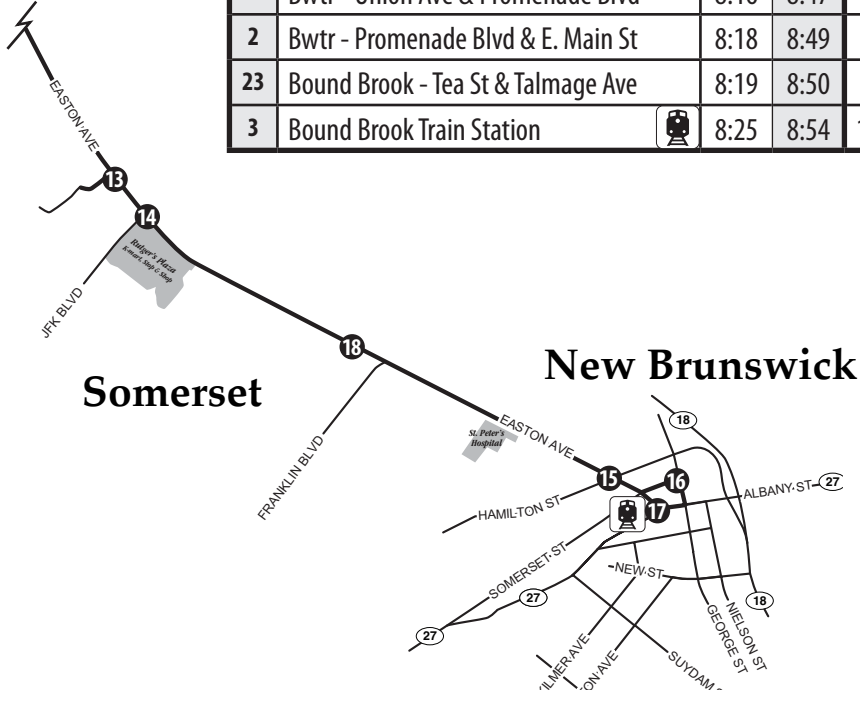 2 Bwtr - Promenade Blvd & E. Main St 8:18 8:49
23 Bound Brook - Tea St & Talmage Ave 8:19 8:50
3 Bound Brook Train Station 8:25 8:54
EASTON AVE
13
14
Rutger's Plaza
K-mart, Stop & Shop
JFK BLVD
18
Somerset
New Brunswick
FRANKLIN BLVD
St. Peter's
Hospital
EASTON AVE
18
15
16
17
ALBANY ST
27
HAMILTON ST
SOMERSET ST
NEW ST
27
27
18
GEORGE ST
NIELSON ST
SUYDAM